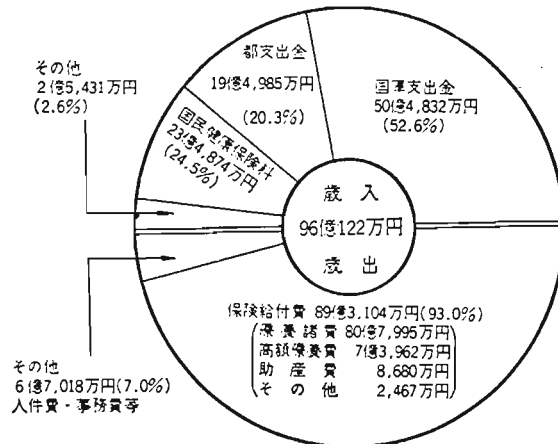 その他
2億5,431万円
(2.6%)
都支出金
19億4,985万円
(20.3%)
国庫支出金
50億4,832万円
(52.6%)
国民健康保険料
23億4,874万円
(24.5%)
歳入
96億122万円
歳出
保険給付費 89億3,104万円(93.0%)
療養諸費 80億7,995万円
高額療養費 7億3,962万円
助産費 8,680万円
その他 2,467万円
その他
6億7,018万円(7.0%)
人件費・事務費等